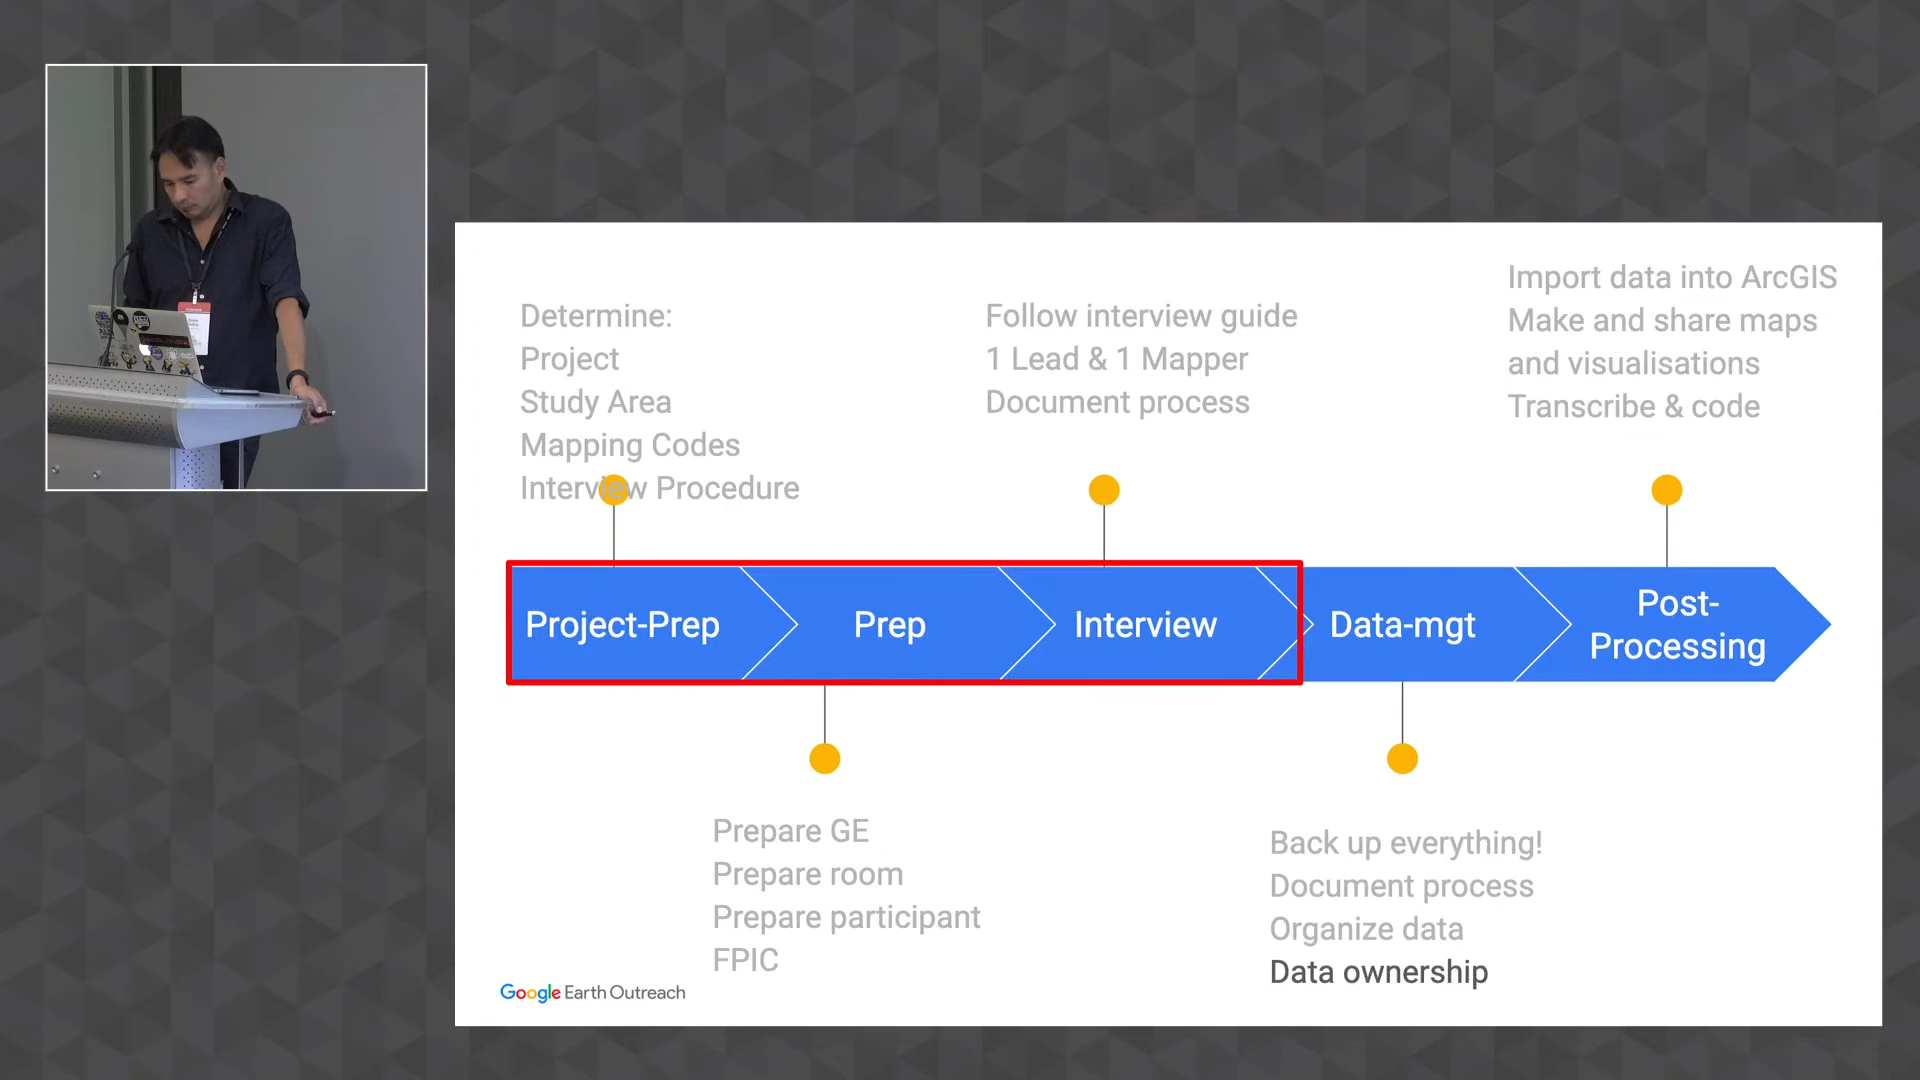 Determine:
Project
Study Area
Mapping Codes
Interview Procedure
Follow interview guide
1 Lead & 1 Mapper
Document process
Import data into ArcGIS
Make and share maps
and visualisations
Transcribe & code
Project-Prep
Prep
Interview
Data-mgt
Post-
Processing
Prepare GE
Prepare room
Prepare participant
FPIC
Back up everything!
Document process
Organize data
Data ownership
Google Earth Outreach